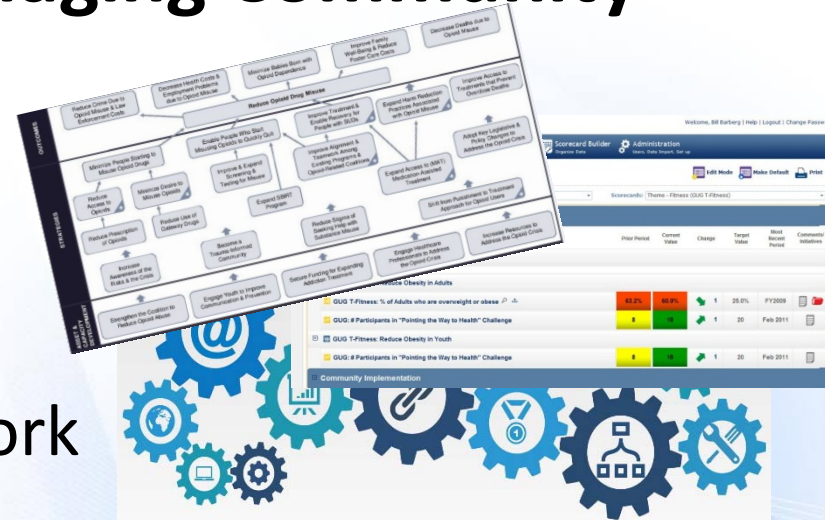 aging Community
Decrease Deaths due to
Opioid Misuse
Improve Family
Well-Being & Reduce
Foster Care Costs
Minimize Babies Born with
Opioid Dependence
Decrease Health Costs &
Employment Problems
due to Opioid Misuse
Reduce Crime Due to
Opioid Misuse & Law
Enforcement Costs
OUTCOMES
Reduce Opioid Drug Misuse
Improve Access to
Treatments that Prevent
Overdose Deaths
Expand Harm Reduction
Practices Associated
with Opioid Misuse
Improve Treatment &
Enable Recovery for
People with SUDs
Enable People Who Start
Misusing Opioids to Quickly Quit
Minimize People Starting to
Misuse Opioid Drugs
Adopt Key Legislative &
Policy Changes to
Address the Opioid Crisis
Improve Alignment &
Teamwork Among
Existing Programs &
Opioid-Related Coalitions
Improve & Expand
Screening &
Testing for Misuse
Expand Access to (MAT)
Medication-Assisted
Treatment
Reduce
Access to
Opioids
Minimize Desire to
Misuse Opioids
Expand SBIRT
Program
Shift from Punishment to Treatment
Approach for Opioid Users
STRATEGIES
Reduce Prescription
of Opioids
Reduce Use of
Gateway Drugs
Reduce Stigma of
Seeking Help with
Substance Misuse
Become a
Trauma-Informed
Community
Increase
Awareness of the
Risks & the Crisis
Engage Healthcare
Professionals to Address
the Opioid Crisis
Increase Resources to
Address the Opioid Crisis
Secure Funding for Expanding
Addiction Treatment
Engage Youth to Improve
Communication & Prevention
Strengthen the Coalition to
Reduce Opioid Abuse
ASSET &
CAPACITY
DEVELOPMENT
Welcome, Bill Barberg | Help | Logout | Change Passw
Scorecard Builder
Organize Data
Administration
Users, Data Import, Set up
Edit Mode Make Default Print
Scorecards: Theme - Fitness (GUG T-Fitness)
Prior Period Current Value Change Target Value Most Recent Period Comments/ Initiatives
Reduce Obesity in Adults
GUG T-Fitness: % of Adults who are overweight or obese 1 FY2009
GUG: # Participants in "Pointing the Way to Health" Challenge 8 10 1 20 Feb 2011
GUG T-Fitness: Reduce Obesity in Youth
GUG: # Participants in "Pointing the Way to Health" Challenge 8 10 1 20 Feb 2011
Community Implementation
@
1
ork